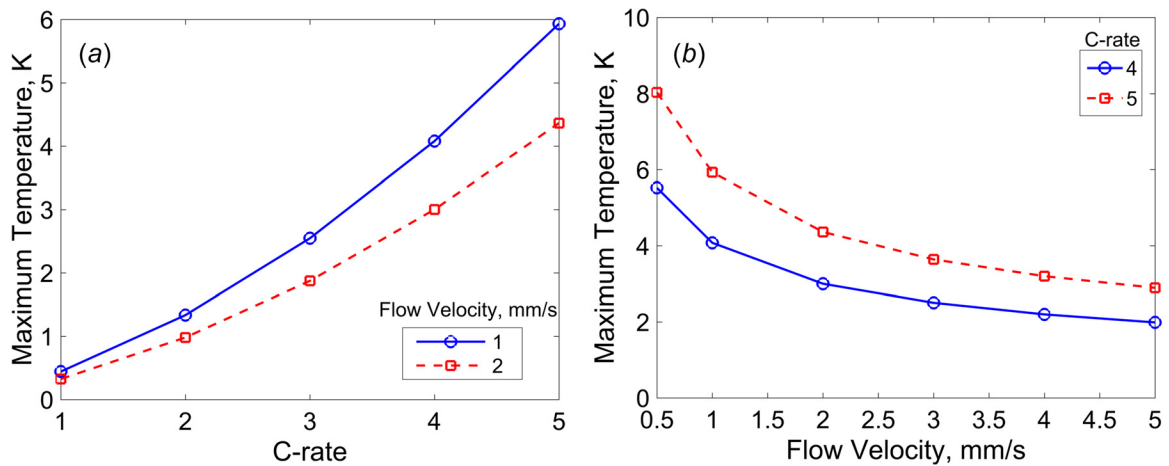 (a)
Maximum Temperature, K
6
5
4
3
2
1
0
1 2 3 4 5
C-rate
Flow Velocity, mm/s
1
2
(b)
Maximum Temperature, K
10
8
6
4
2
0
0.5 1 1.5 2 2.5 3 3.5 4 4.5 5
Flow Velocity, mm/s
C-rate
4
5